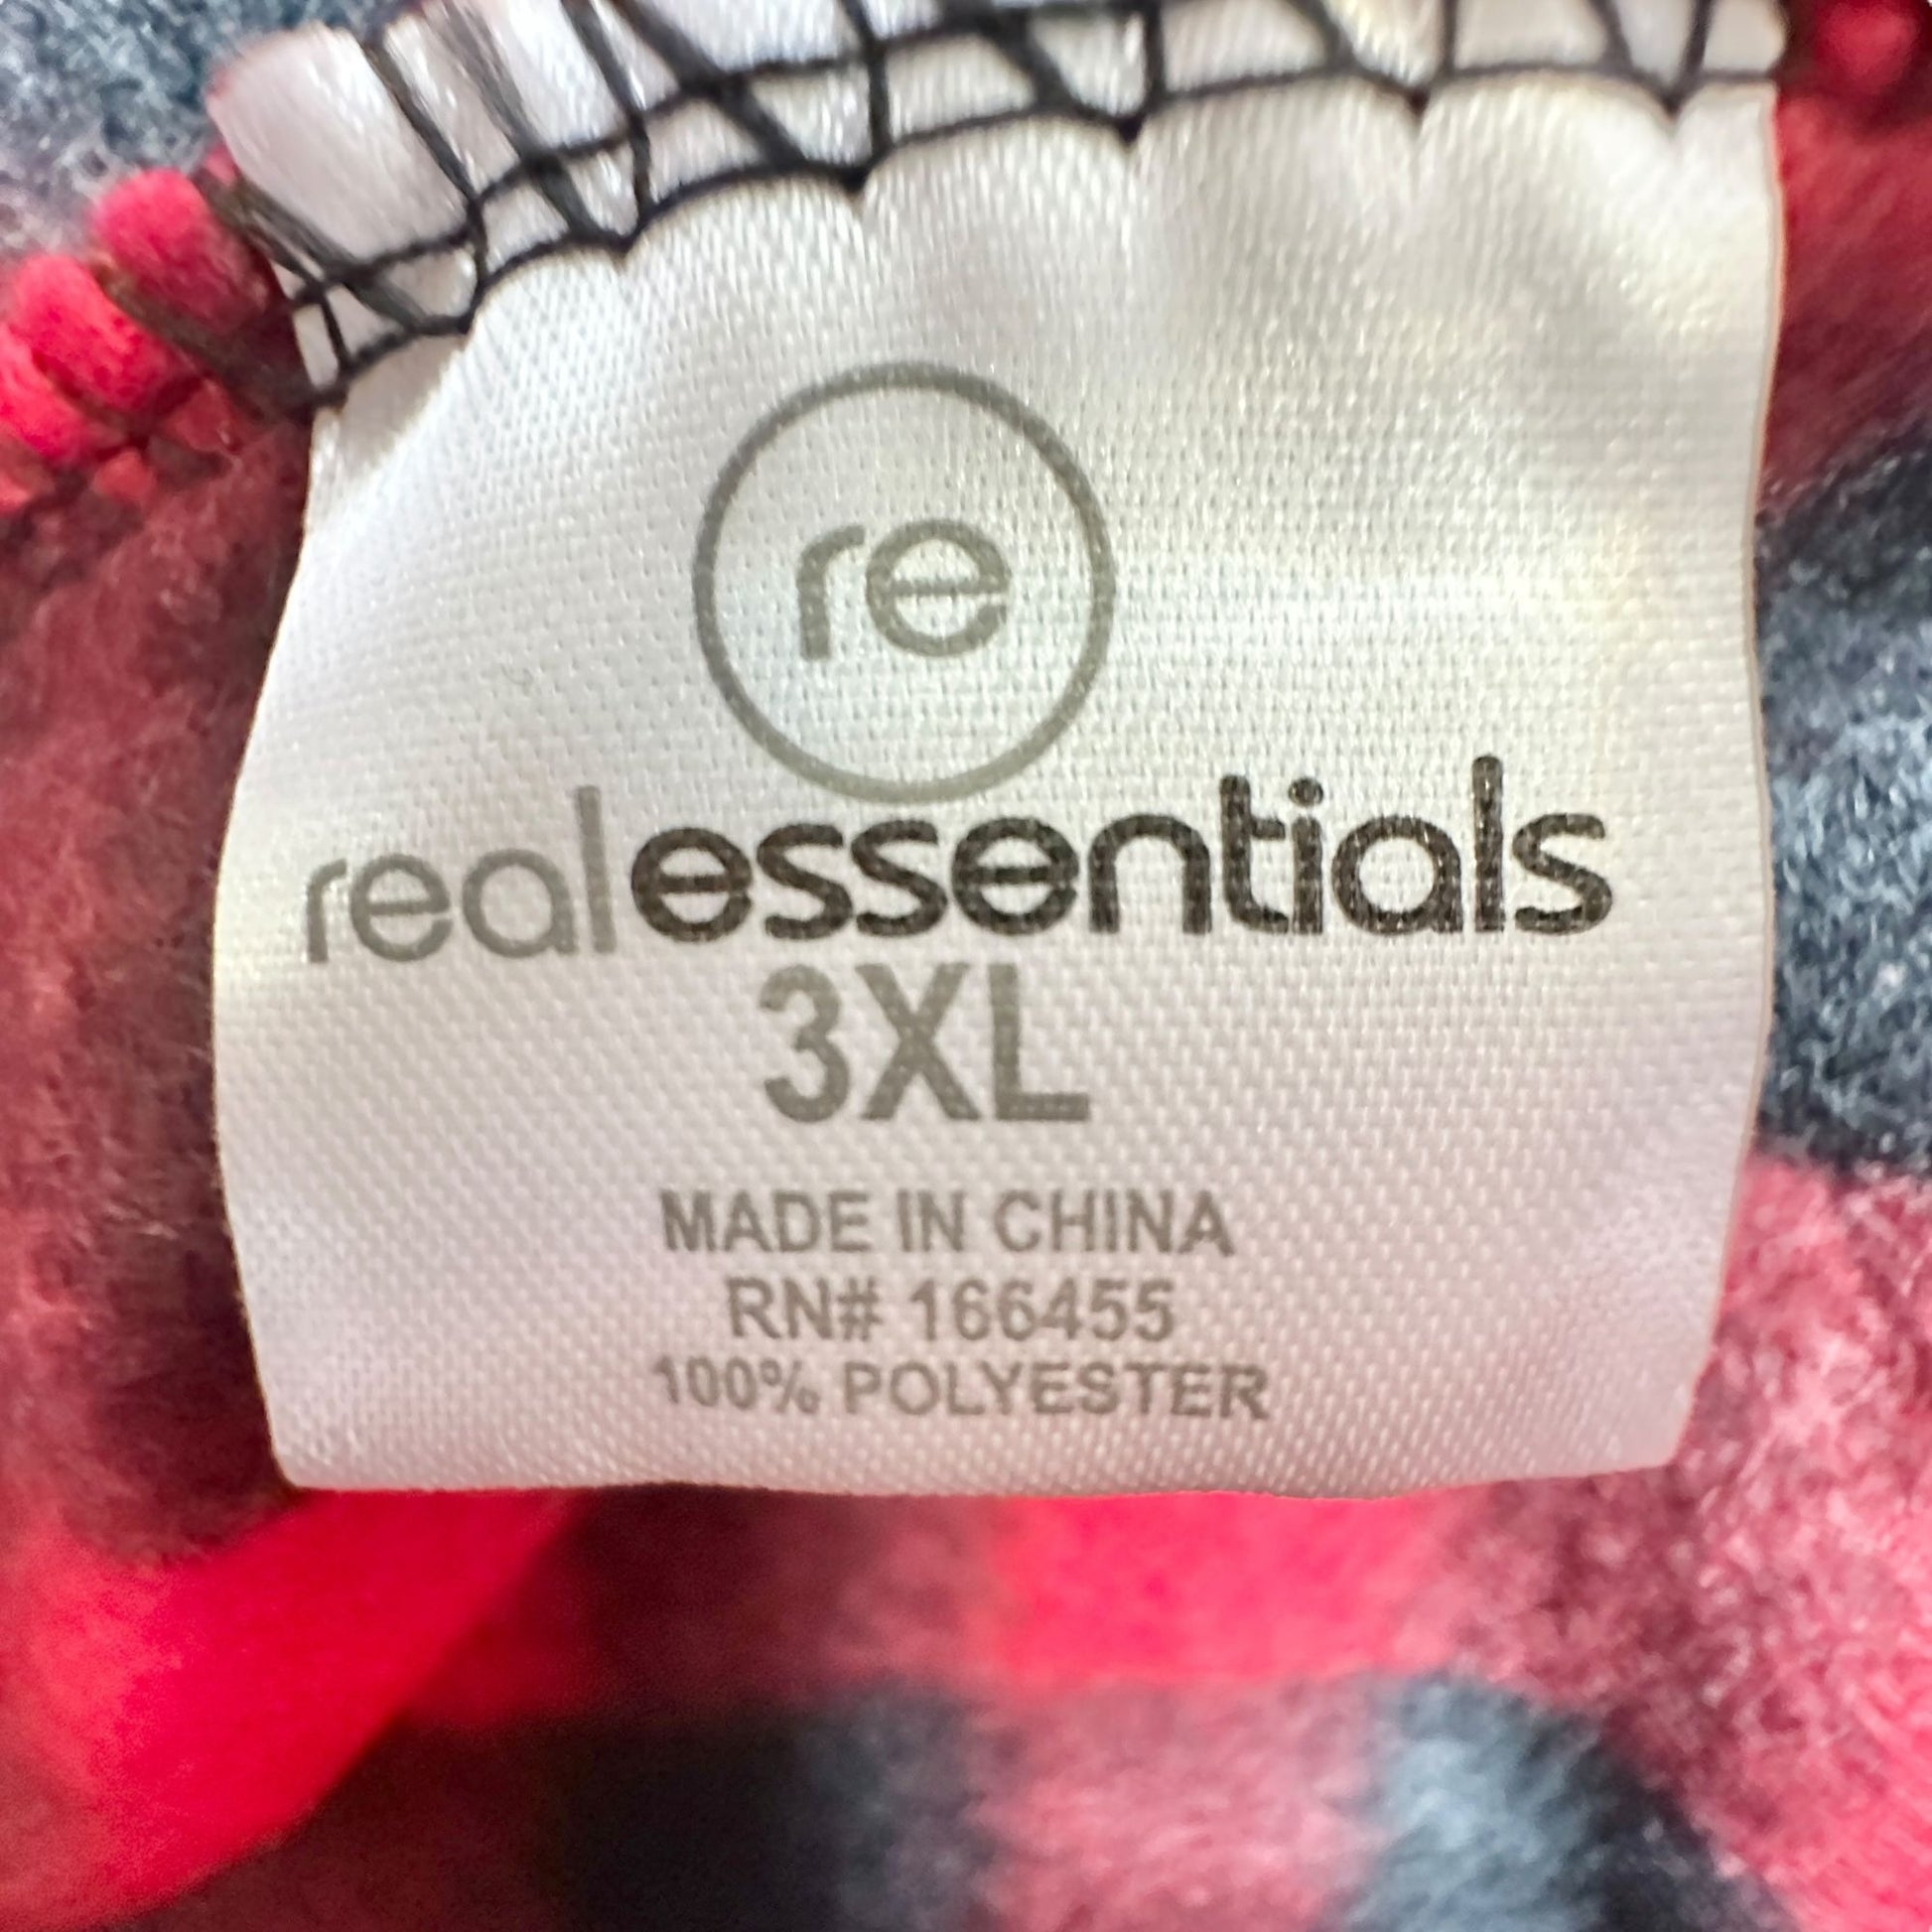 re
realessentials
3XL
MADE IN CHINA
RN# 166455
100% POLYESTER